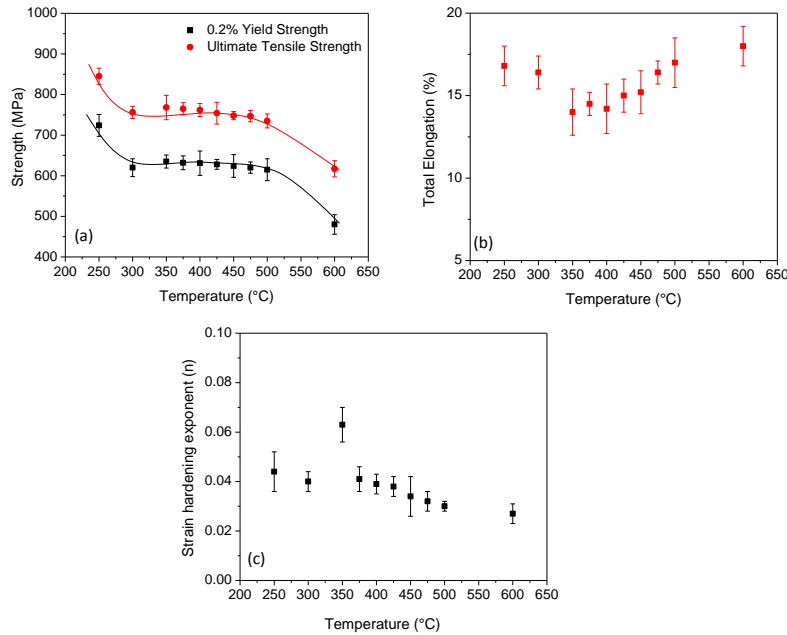 0.2% Yield Strength
Ultimate Tensile Strength
1000
900
800
700
600
500
400
Strength (MPa)
(a)
200 250 300 350 400 450 500 550 600 650
Temperature (°C)
20
15
10
5
Total Elongation (%)
(b)
200 250 300 350 400 450 500 550 600 650
Temperature (°C)
0.10
0.08
0.06
0.04
0.02
0.00
Strain hardening exponent (n)
(c)
200 250 300 350 400 450 500 550 600 650
Temperature (°C)